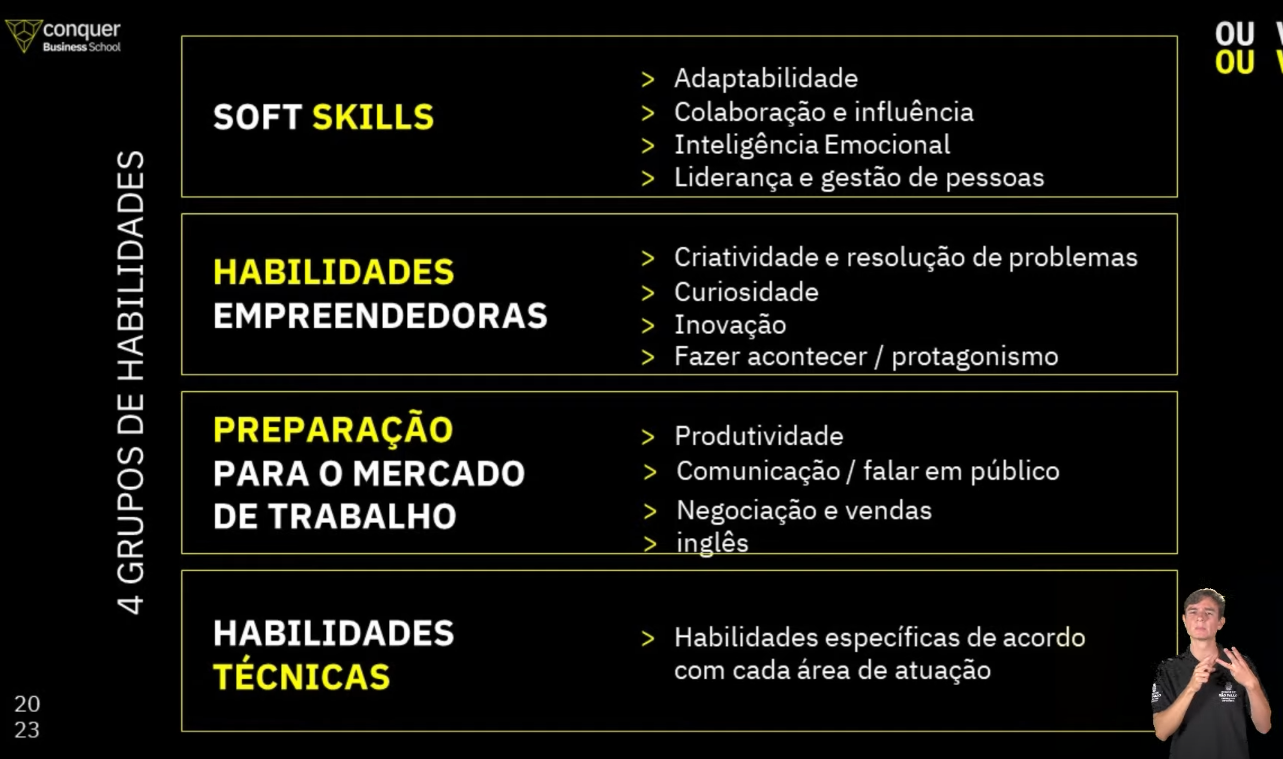 conquer
Business School
OU
OU
4 GRUPOS DE HABILIDADES
SOFT SKILLS
> Adaptabilidade
> Colaboração e influência
> Inteligência Emocional
> Liderança e gestão de pessoas
HABILIDADES
EMPREENDEDORAS
> Criatividade e resolução de problemas
> Curiosidade
> Inovação
> Fazer acontecer / protagonismo
PREPARAÇÃO
PARA O MERCADO
DE TRABALHO
> Produtividade
> Comunicação / falar em público
> Negociação e vendas
> inglês
HABILIDADES
TÉCNICAS
> Habilidades específicas de acordo
com cada área de atuação
20
23